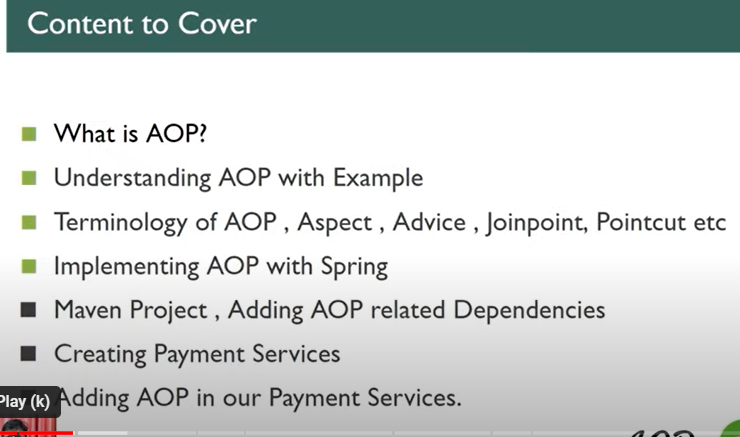 Content to Cover
What is AOP?
Understanding AOP with Example
Terminology of AOP , Aspect , Advice , Joinpoint, Pointcut etc
Implementing AOP with Spring
Maven Project , Adding AOP related Dependencies
Creating Payment Services
Adding AOP in our Payment Services.
Play (k)